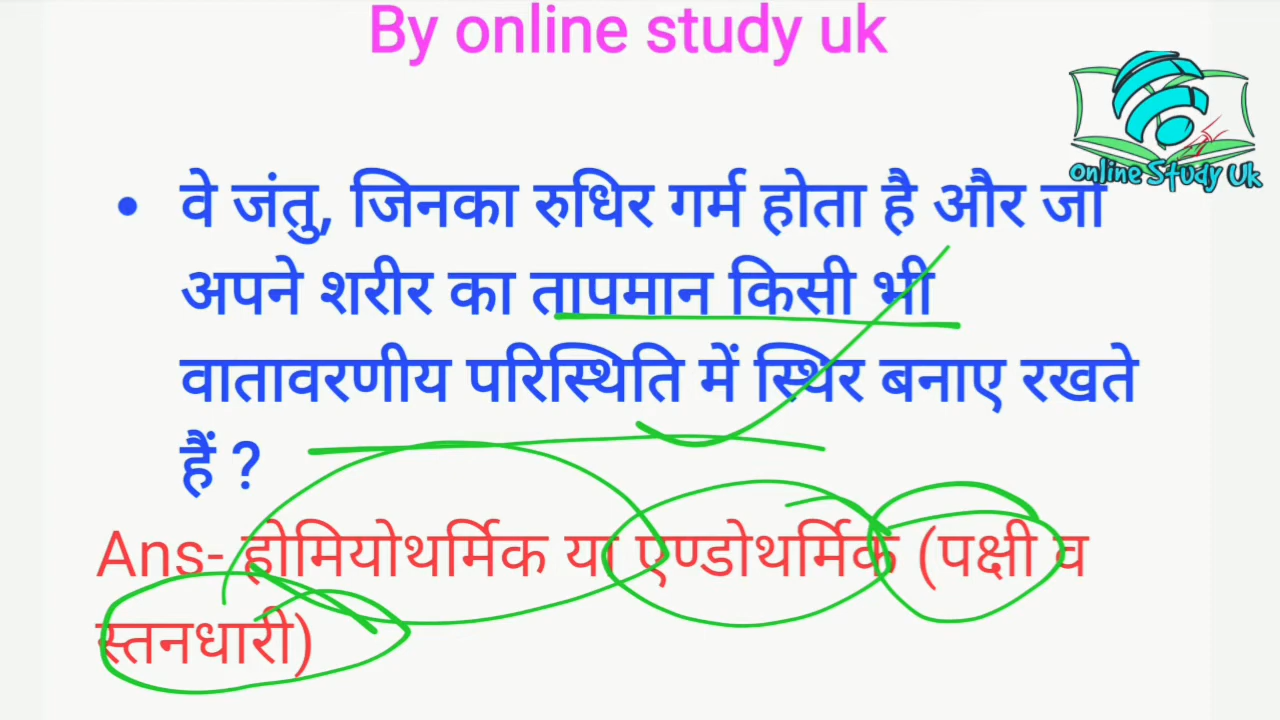 By online study uk
Online Study Uk
• वे जंतु, जिनका रुधिर गर्म होता है और जो
अपने शरीर का तापमान किसी भी
वातावरणीय परिस्थिति में स्थिर बनाए रखते
हैं ?
Ans- होमियोथर्मिक या एण्डोथर्मिक (पक्षी व
स्तनधारी)